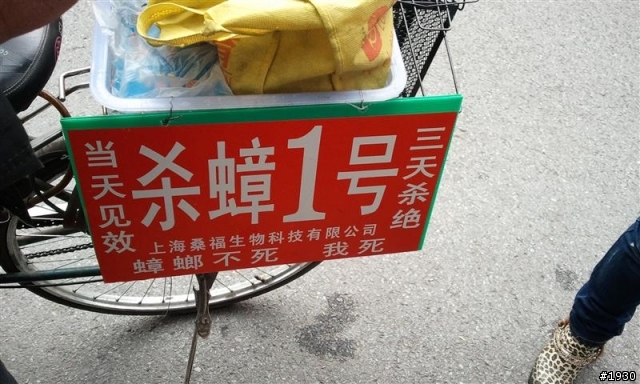 当天见效
杀蟑1号
三天杀绝
上海桑福生物科技有限公司
蟑螂不死 我死
#1930